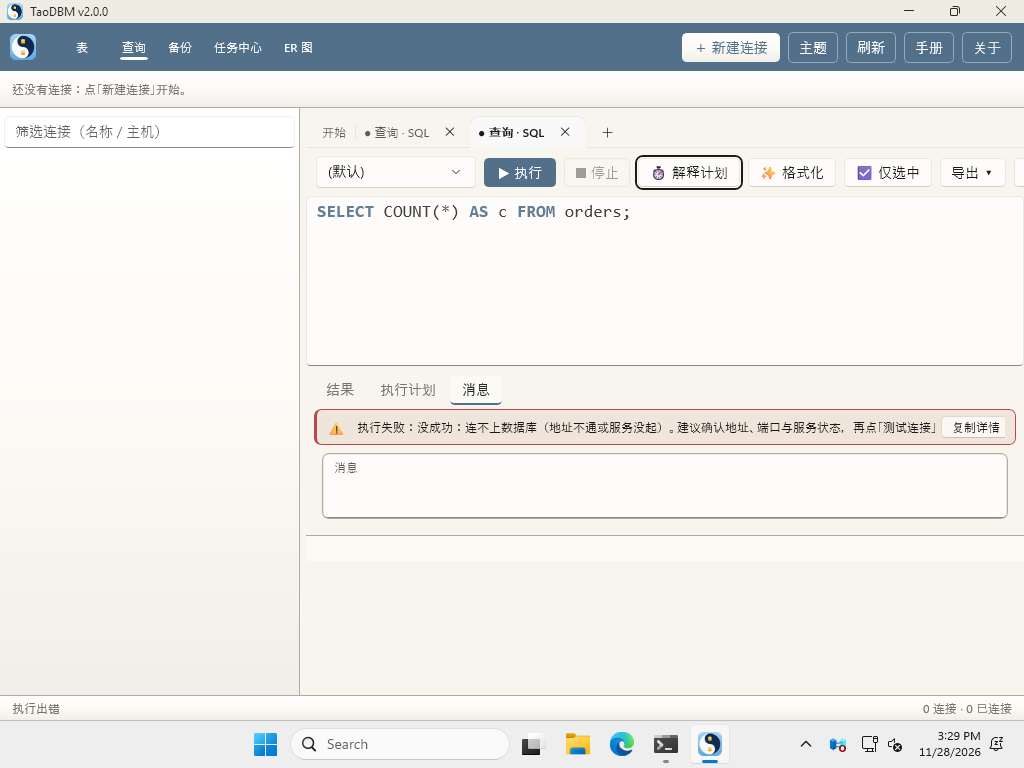 TaoDBM v2.0.0
表 查询 备份 任务中心 ER 图 + 新建连接 主题 刷新 手册 关于
还没有连接：点「新建连接」开始。
筛选连接（名称 / 主机）
开始 ● 查询 · SQL ✕ ● 查询 · SQL ✕ +
(默认) ▶ 执行 ■ 停止 解释计划 格式化 仅选中 导出 ▾
SELECT COUNT(*) AS c FROM orders;
结果 执行计划 消息
执行失败：没成功：连不上数据库（地址不通或服务没起）。建议确认地址、端口与服务状态，再点「测试连接」 复制详情
消息
执行出错 0 连接 · 0 已连接
Search
3:29 PM
11/28/2026